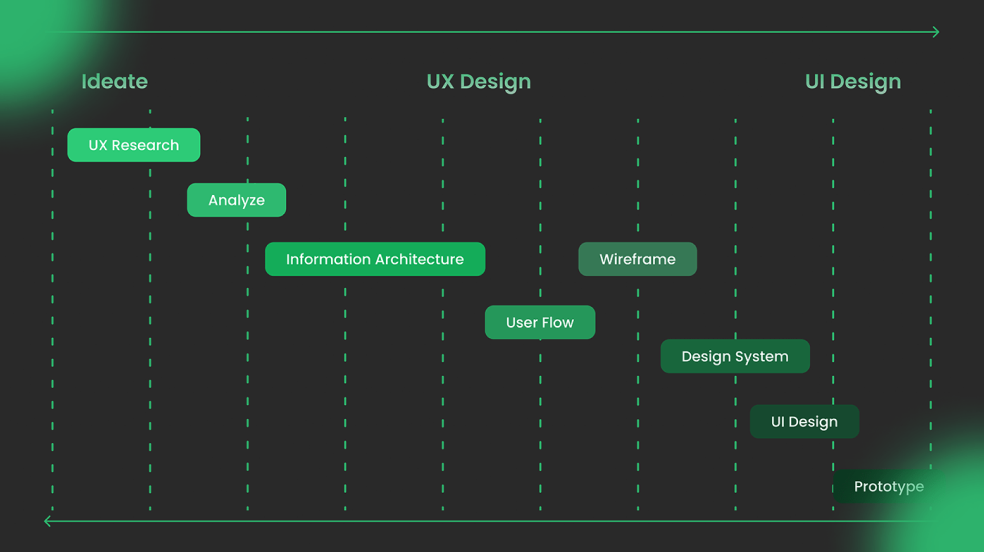 Ideate
UX Design
UI Design
UX Research
Analyze
Information Architecture
Wireframe
User Flow
Design System
UI Design
Prototype